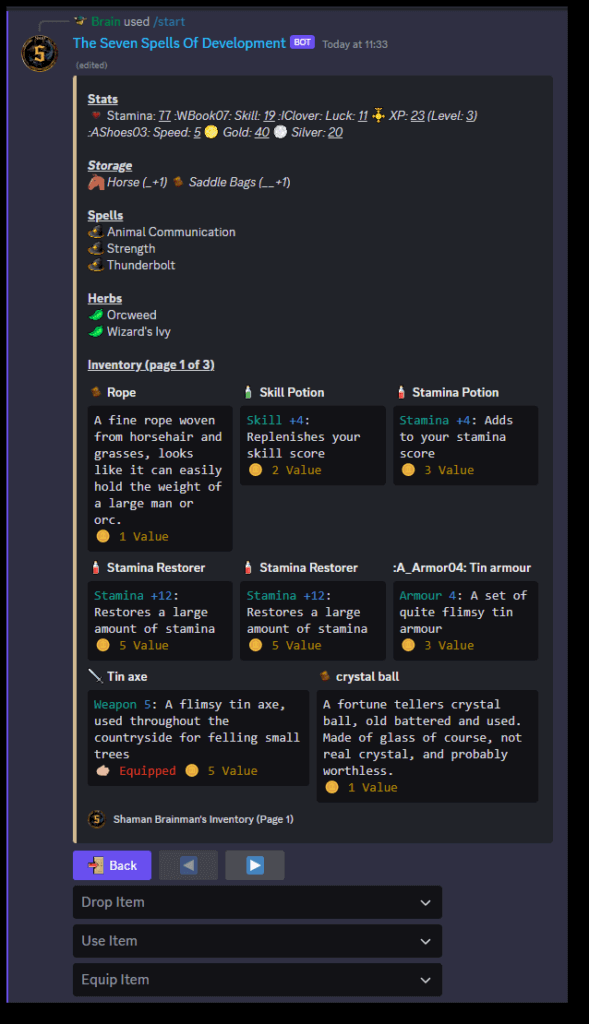 Brain used /start
The Seven Spells Of Development BOT Today at 11:33
(edited)
Stats
Stamina: 77 :WBook07: Skill: 19 :IClover: Luck: 11 XP: 23 (Level: 3)
:AShoes03: Speed: 5 Gold: 40 Silver: 20
Storage
Horse (_+1) Saddle Bags (__+1)
Spells
Animal Communication
Strength
Thunderbolt
Herbs
Orcweed
Wizard's Ivy
Inventory (page 1 of 3)
Rope
A fine rope woven
from horsehair and
grasses, looks
like it can easily
hold the weight of
a large man or
orc.
1 Value
Skill Potion
Skill +4:
Replenishes your
skill score
2 Value
Stamina Potion
Stamina +4: Adds
to your stamina
score
3 Value
Stamina Restorer
Stamina +12:
Restores a large
amount of stamina
5 Value
Stamina Restorer
Stamina +12:
Restores a large
amount of stamina
5 Value
:A_Armor04: Tin armour
Armour 4: A set of
quite flimsy tin
armour
3 Value
Tin axe
Weapon 5: A flimsy tin axe,
used throughout the
countryside for felling small
trees
Equipped 5 Value
crystal ball
A fortune tellers crystal
ball, old battered and used.
Made of glass of course, not
real crystal, and probably
worthless.
1 Value
Shaman Brainman's Inventory (Page 1)
Back
Drop Item
Use Item
Equip Item